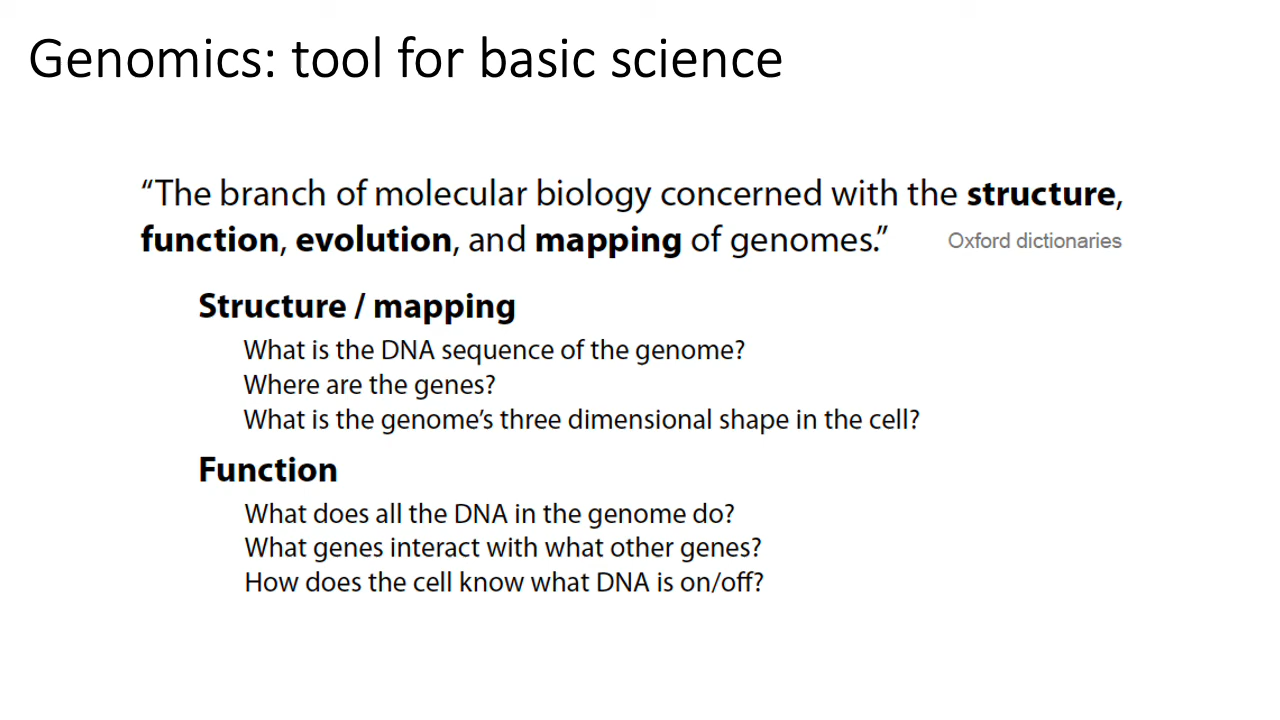 Genomics: tool for basic science
“The branch of molecular biology concerned with the structure,
function, evolution, and mapping of genomes.” Oxford dictionaries
Structure / mapping
What is the DNA sequence of the genome?
Where are the genes?
What is the genome’s three dimensional shape in the cell?
Function
What does all the DNA in the genome do?
What genes interact with what other genes?
How does the cell know what DNA is on/off?